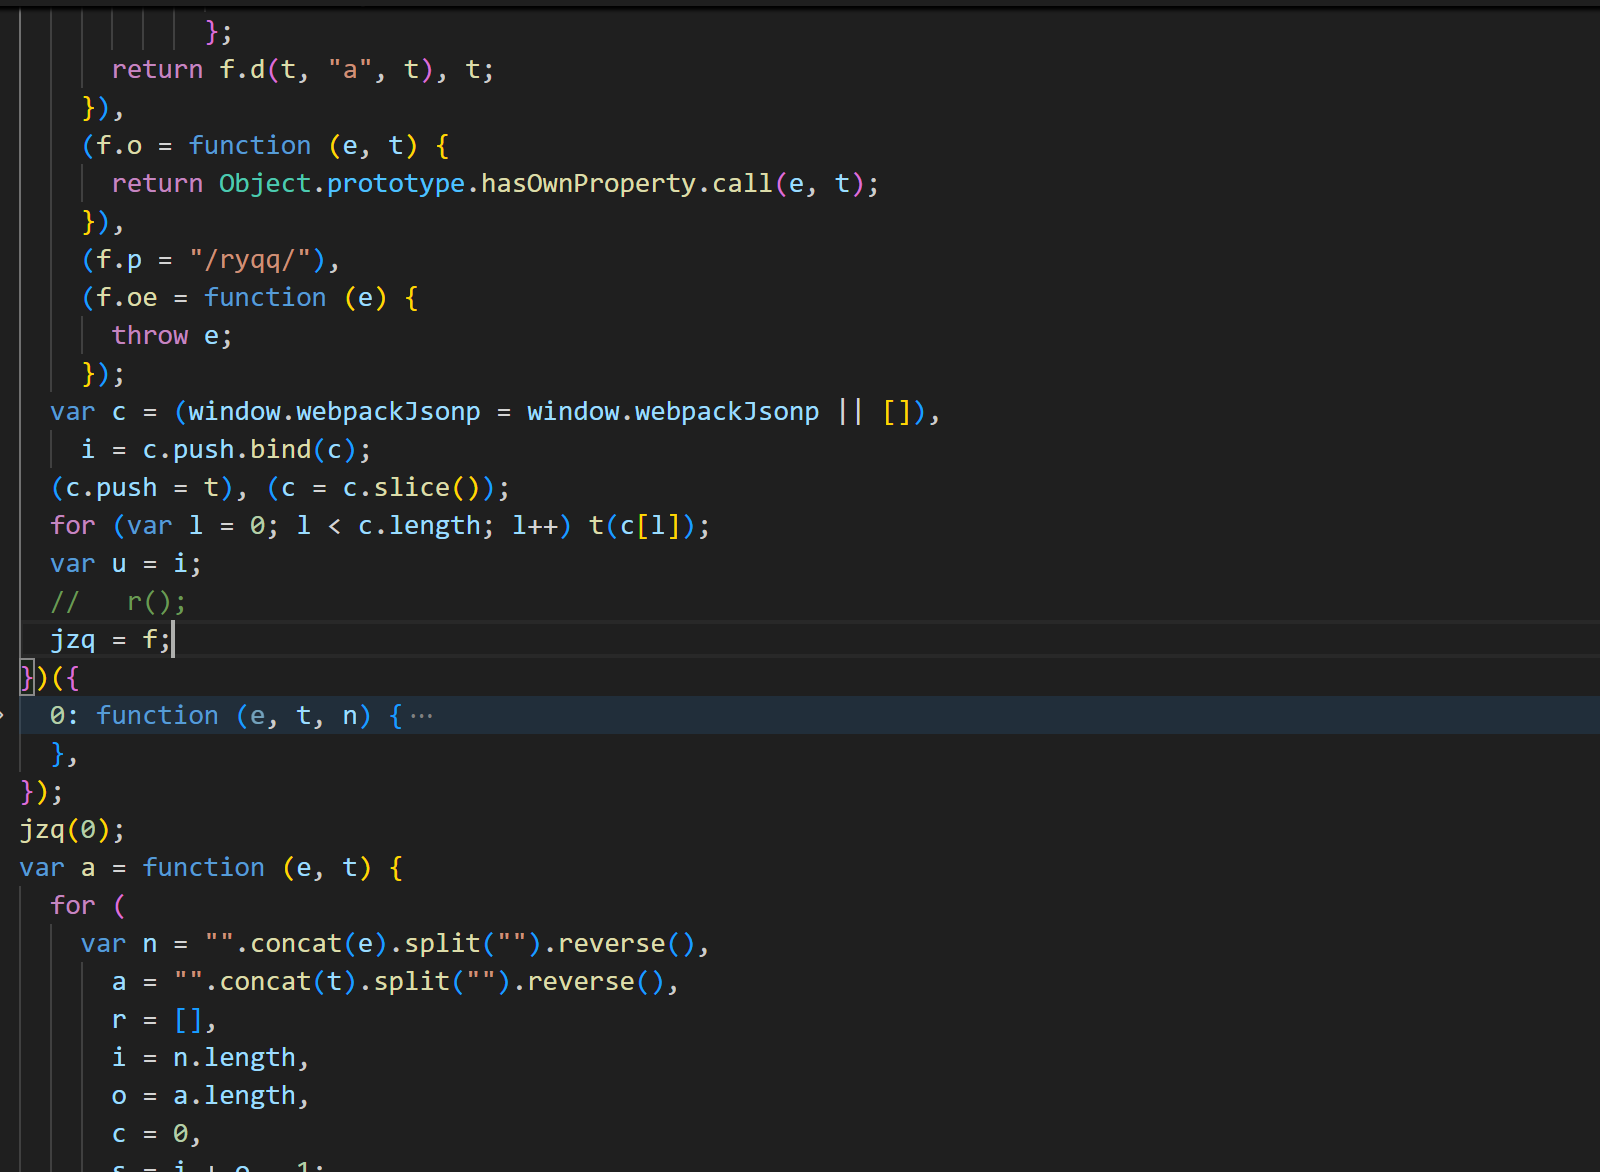 };
return f.d(t, "a", t), t;
}),
(f.o = function (e, t) {
return Object.prototype.hasOwnProperty.call(e, t);
}),
(f.p = "/ryqq/"),
(f.oe = function (e) {
throw e;
});
var c = (window.webpackJsonp = window.webpackJsonp || []),
i = c.push.bind(c);
(c.push = t), (c = c.slice());
for (var l = 0; l < c.length; l++) t(c[l]);
var u = i;
//   r();
jzq = f;
})({
0: function (e, t, n) {···
},
});
jzq(0);
var a = function (e, t) {
for (
var n = "".concat(e).split("").reverse(),
a = "".concat(t).split("").reverse(),
r = [],
i = n.length,
o = a.length,
c = 0,
s = i + o - 1;